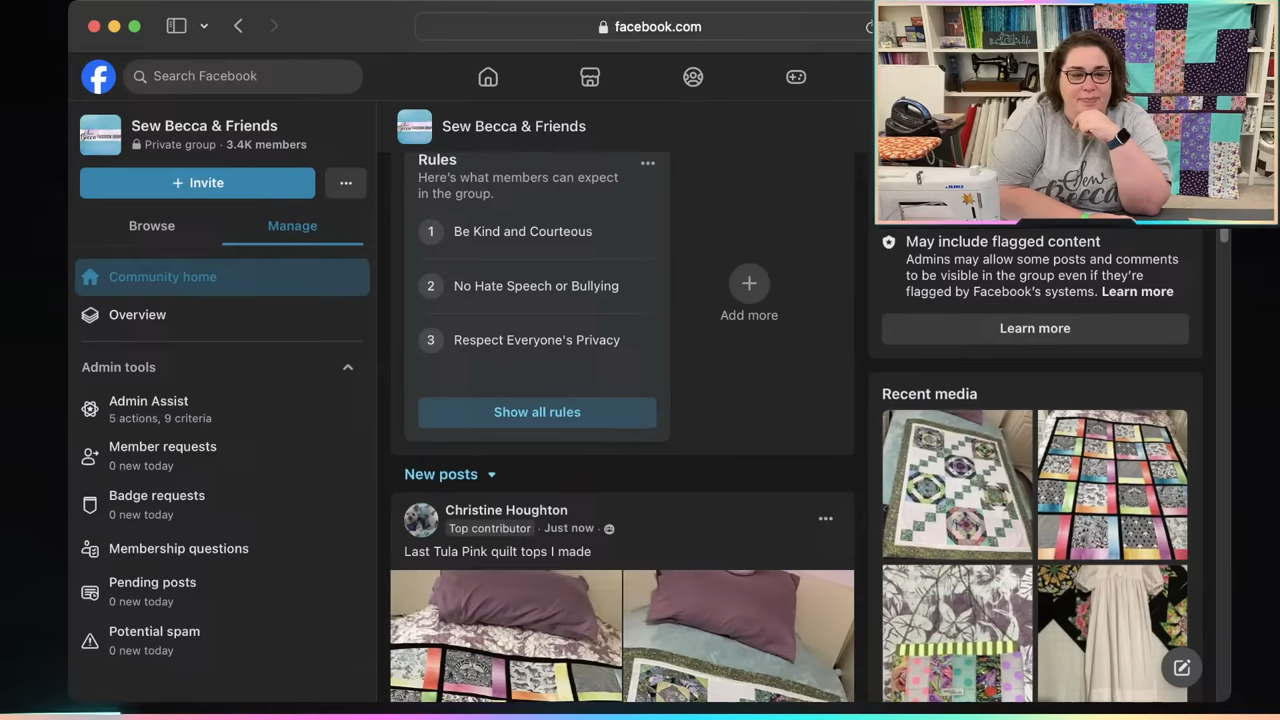 facebook.com
Search Facebook
Sew Becca & Friends
Private group · 3.4K members
+ Invite
Browse
Manage
Community home
Overview
Admin tools
Admin Assist
5 actions, 9 criteria
Member requests
0 new today
Badge requests
0 new today
Membership questions
Pending posts
0 new today
Potential spam
0 new today
Sew Becca & Friends
Rules
Here's what members can expect
in the group.
1 Be Kind and Courteous
2 No Hate Speech or Bullying
3 Respect Everyone's Privacy
Show all rules
Add more
New posts
Christine Houghton
Top contributor · Just now ·
Last Tula Pink quilt tops I made
JUKI
Sew
Becca
May include flagged content
Admins may allow some posts and comments
to be visible in the group even if they're
flagged by Facebook's systems. Learn more
Learn more
Recent media